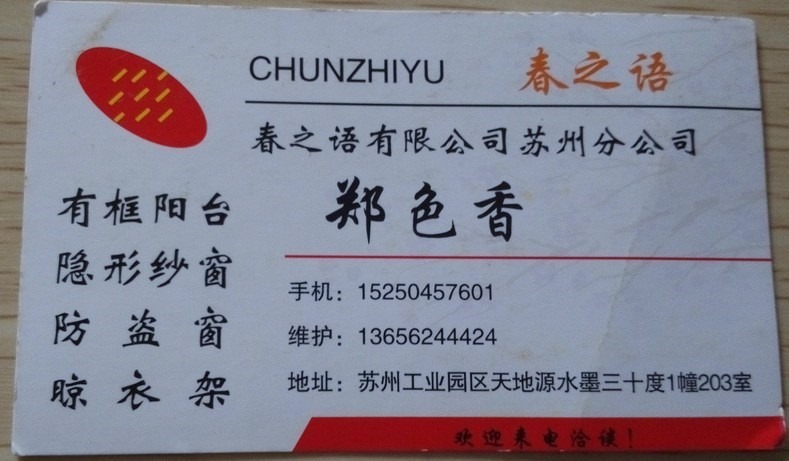 CHUNZHIYU 春之语
春之语有限公司苏州分公司
郑色香
有框阳台
隐形纱窗
防盗窗
晾衣架
手机：15250457601
维护：13656244424
地址：苏州工业园区天地源水墨三十度1幢203室
欢迎来电洽谈！